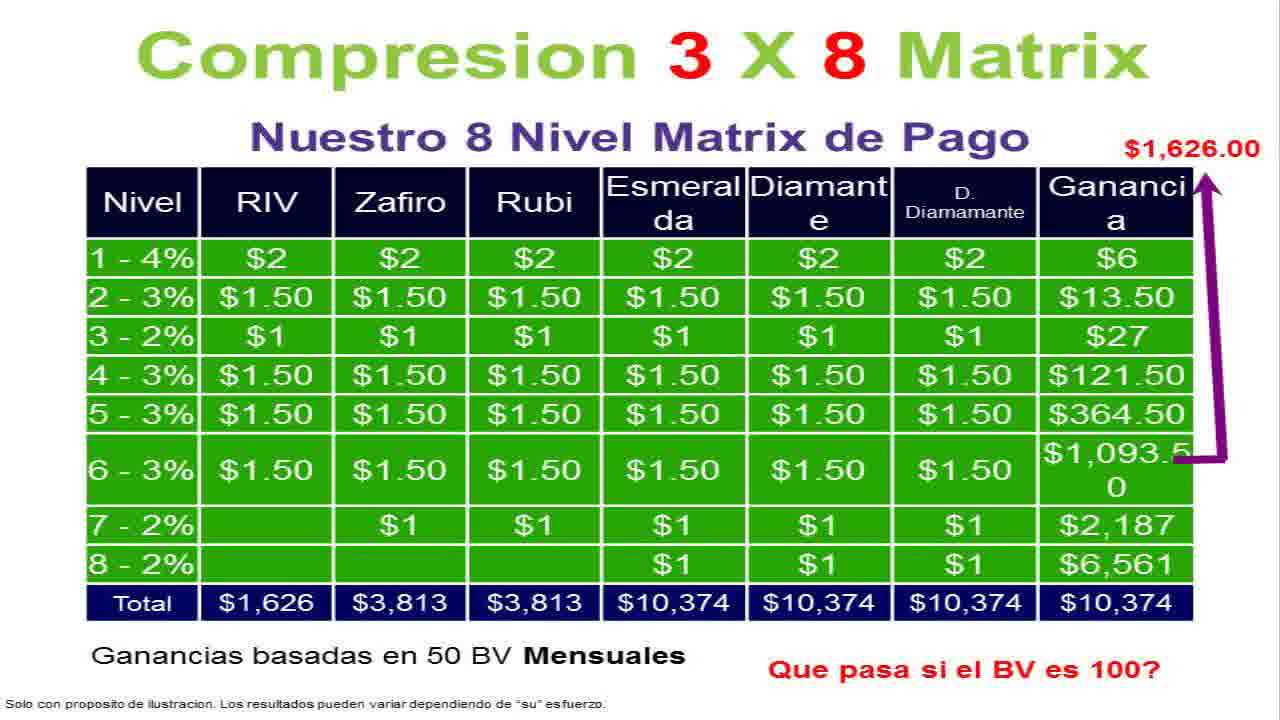 Compresion 3 X 8 Matrix
Nuestro 8 Nivel Matrix de Pago
$1,626.00
Nivel RIV Zafiro Rubi Esmeral da Diamant e D. Diamamante Gananci a
1 - 4% $2 $2 $2 $2 $2 $2 $6
2 - 3% $1.50 $1.50 $1.50 $1.50 $1.50 $1.50 $13.50
3 - 2% $1 $1 $1 $1 $1 $1 $27
4 - 3% $1.50 $1.50 $1.50 $1.50 $1.50 $1.50 $121.50
5 - 3% $1.50 $1.50 $1.50 $1.50 $1.50 $1.50 $364.50
6 - 3% $1.50 $1.50 $1.50 $1.50 $1.50 $1.50 $1,093.5 0
7 - 2% $1 $1 $1 $1 $1 $2,187
8 - 2% $1 $1 $1 $6,561
Total $1,626 $3,813 $3,813 $10,374 $10,374 $10,374 $10,374
Ganancias basadas en 50 BV Mensuales
Que pasa si el BV es 100?
Solo con proposito de ilustracion. Los resultados pueden variar dependiendo de “su” esfuerzo.